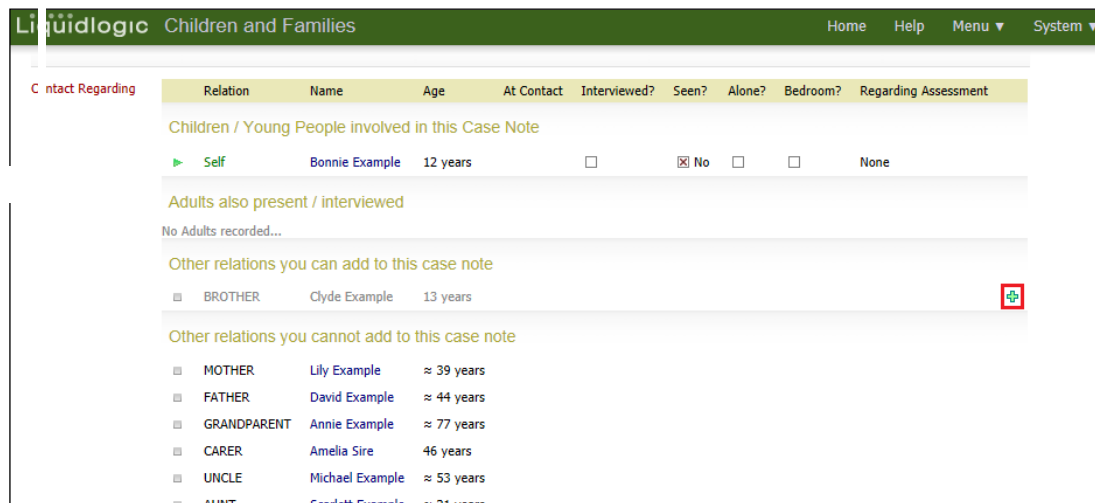 Liquidlogic Children and Families Home Help Menu ▼ System ▼
Contact Regarding Relation Name Age At Contact Interviewed? Seen? Alone? Bedroom? Regarding Assessment
Children / Young People involved in this Case Note
Self Bonnie Example 12 years No None
Adults also present / interviewed
No Adults recorded...
Other relations you can add to this case note
BROTHER Clyde Example 13 years
Other relations you cannot add to this case note
MOTHER Lily Example ≈ 39 years
FATHER David Example ≈ 44 years
GRANDPARENT Annie Example ≈ 77 years
CARER Amelia Sire 46 years
UNCLE Michael Example ≈ 53 years